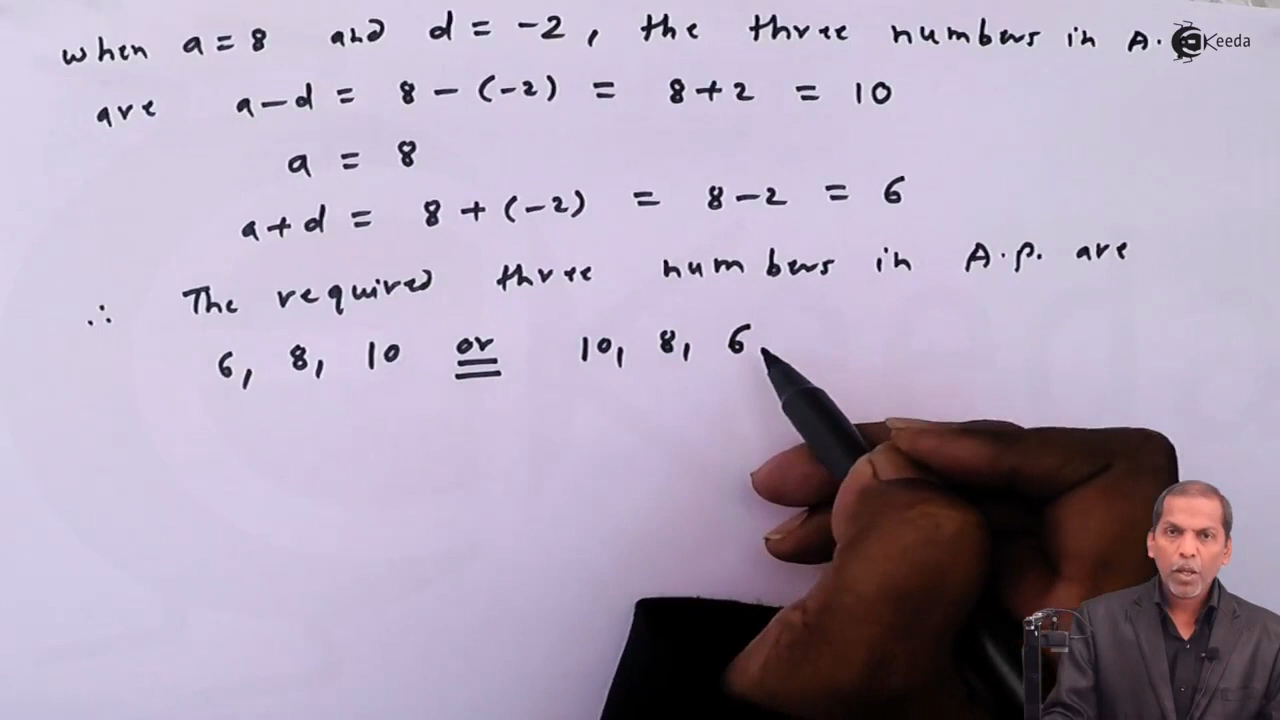 when a = 8 and d = -2, the three numbers in A.
Keeda
are a-d = 8-(-2) = 8+2 = 10
a = 8
a+d = 8+(-2) = 8-2 = 6
∴ The required three numbers in A.P. are
6, 8, 10 or 10, 8, 6